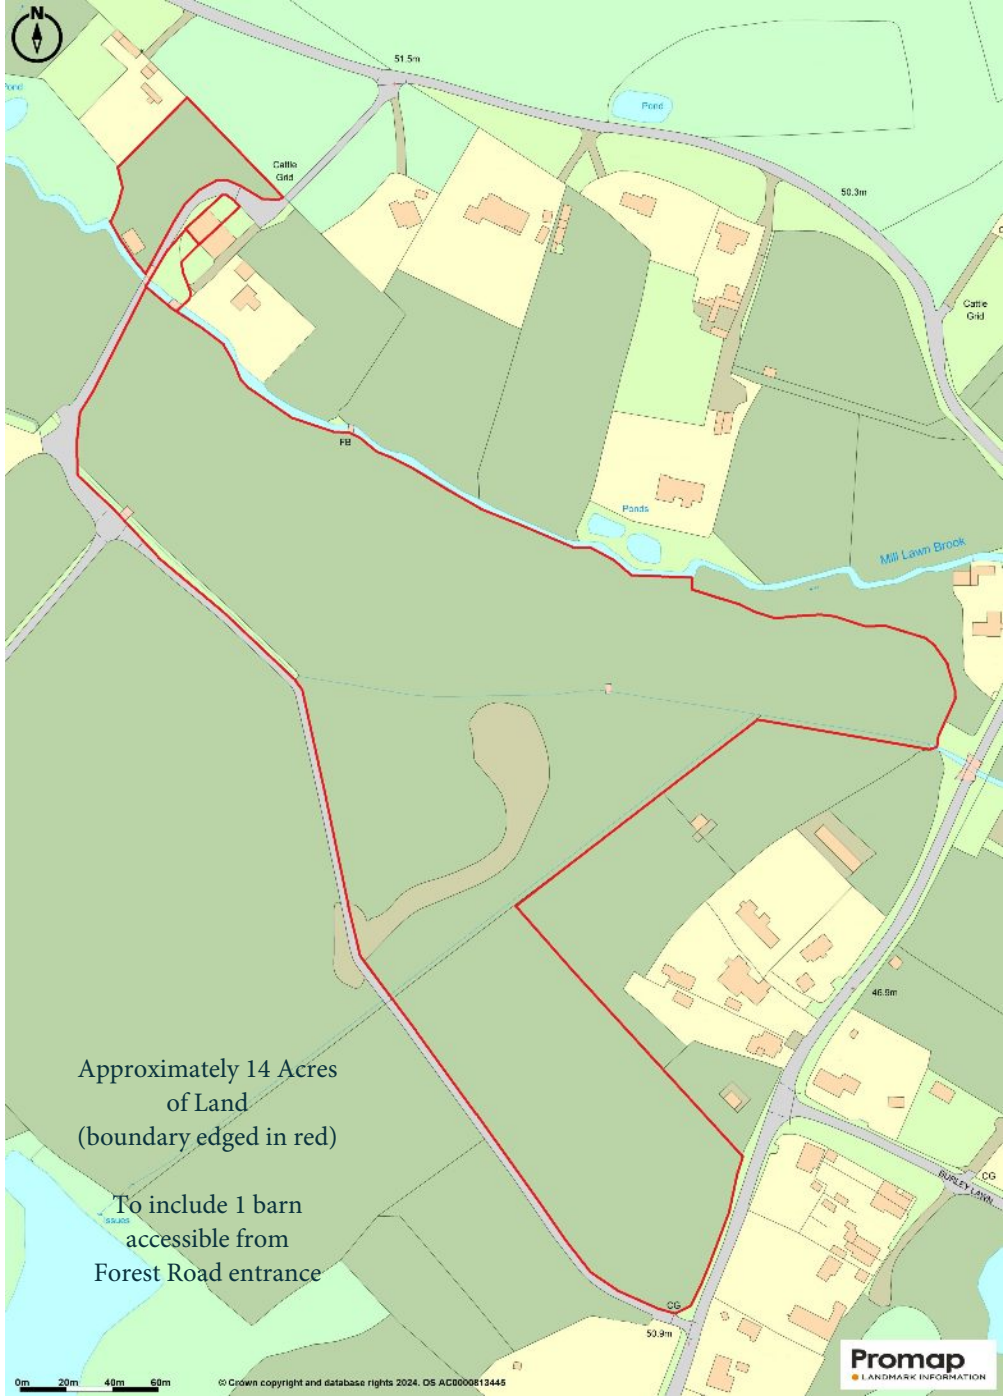 N
51.5m
Pond
Pond
Cattle
Grid
50.3m
Cattle
Grid
FB
Ponds
Mill Lawn Brook
46.9m
Approximately 14 Acres
of Land
(boundary edged in red)
CG
BURLEY LAWN
To include 1 barn
Issues
accessible from
Forest Road entrance
CG
50.9m
Promap
LANDMARK INFORMATION
0m 20m 40m 60m
© Crown copyright and database rights 2024. OS AC0000813445